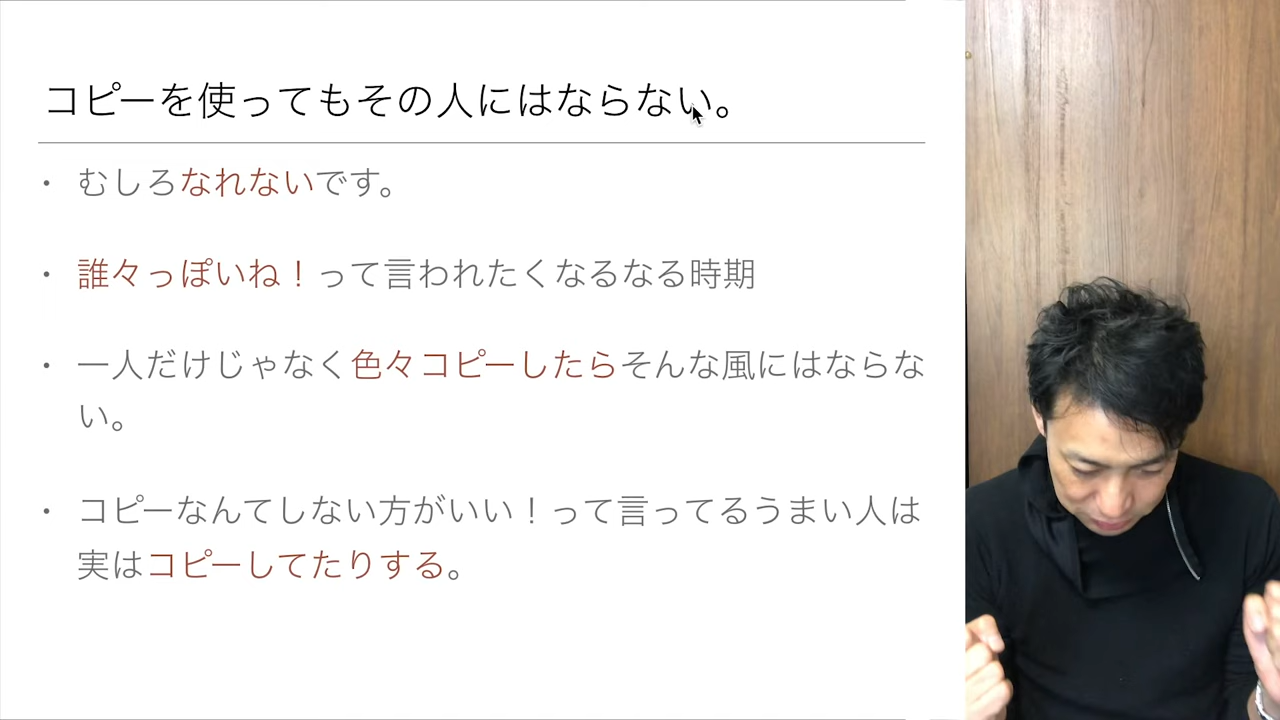 コピーを使ってもその人にはならない。
・ むしろなれないです。
・ 誰々っぽいね！って言われたくなるなる時期
・ 一人だけじゃなく色々コピーしたらそんな風にはならな
い。
・ コピーなんてしない方がいい！って言ってるうまい人は
実はコピーしてたりする。